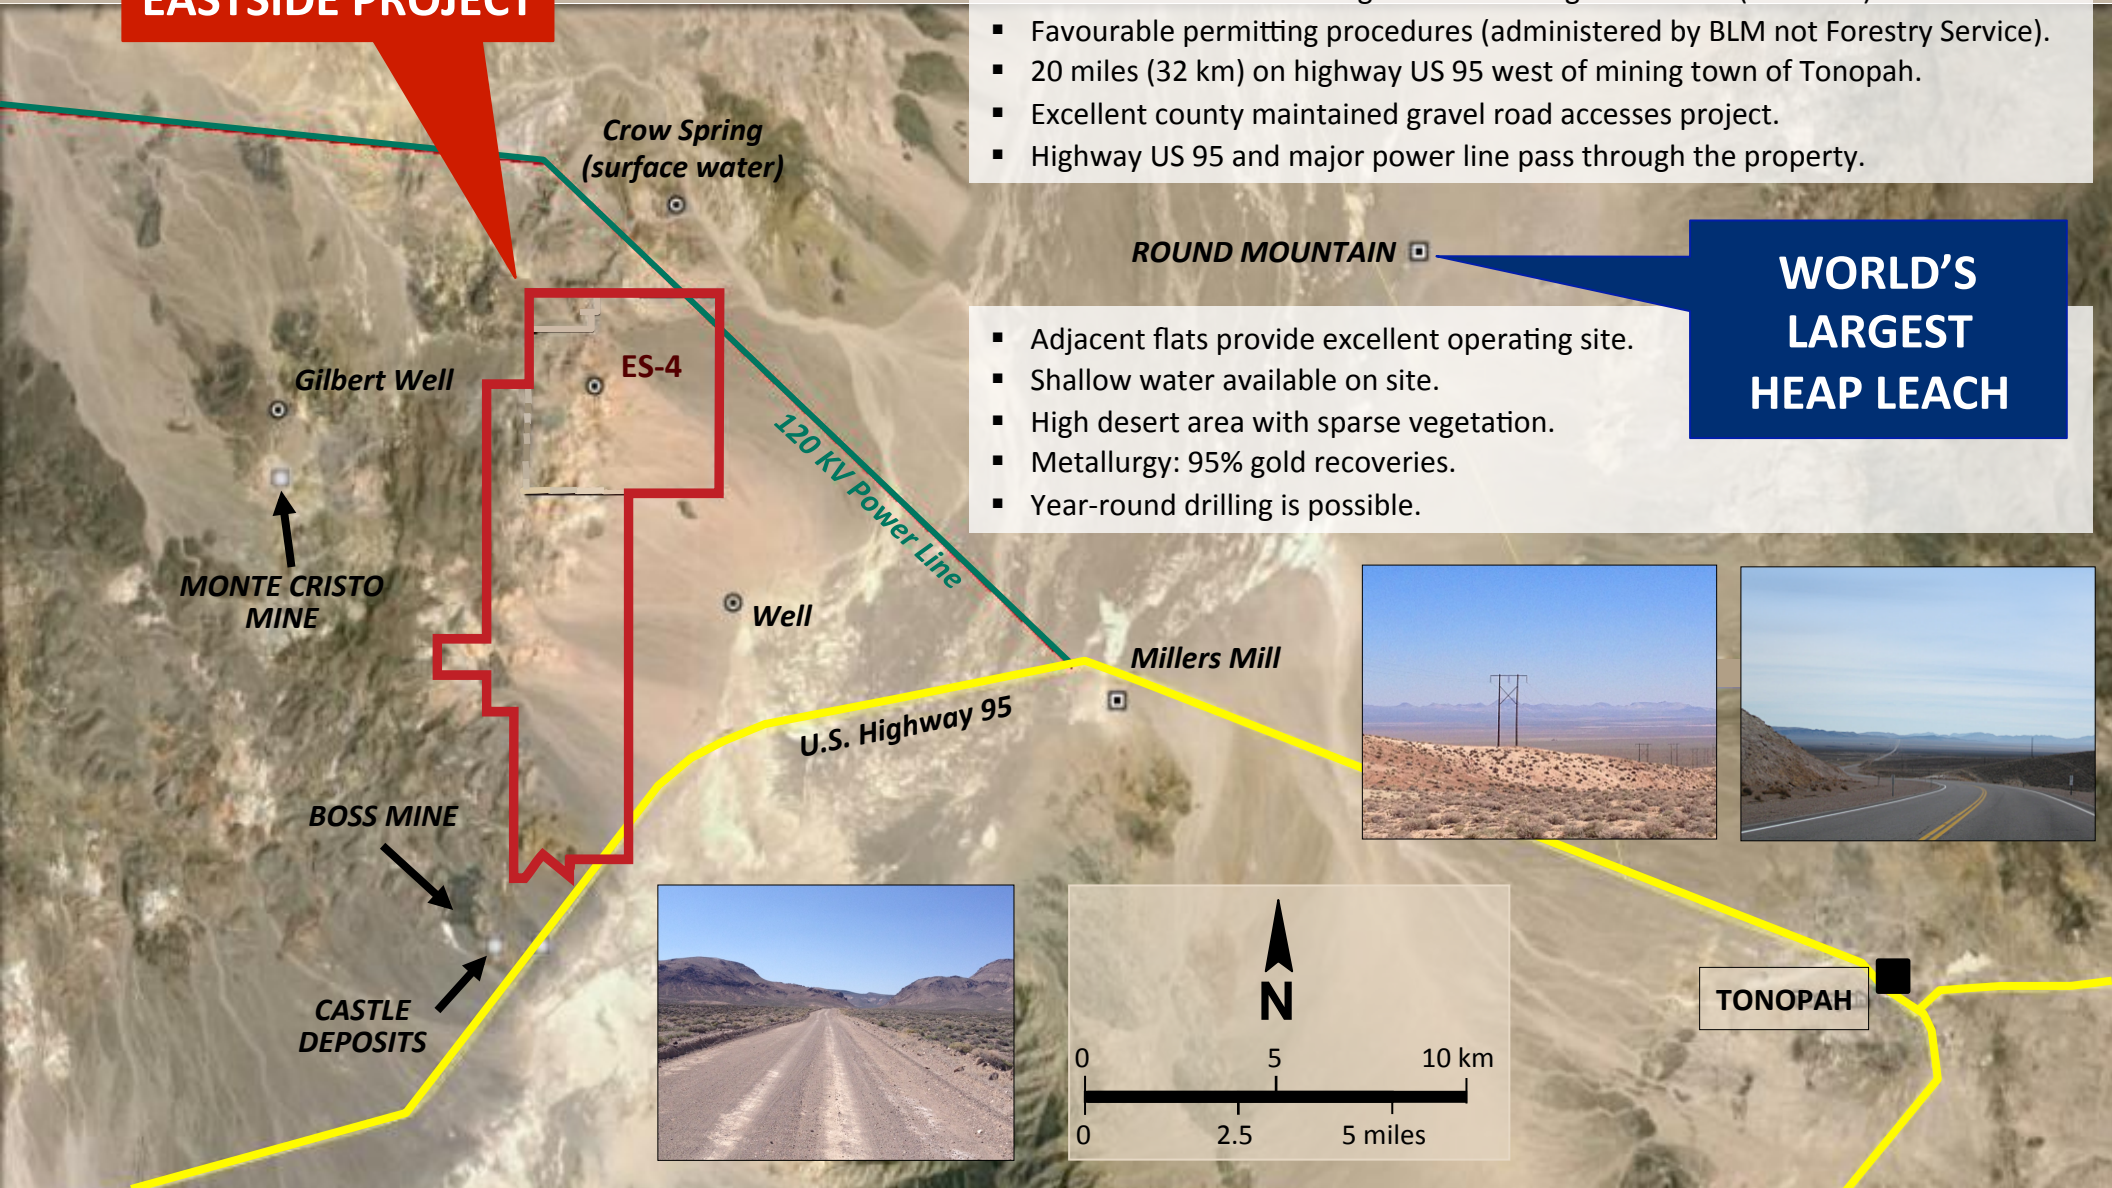 EASTSIDE PROJECT
▪ Favourable permitting procedures (administered by BLM not Forestry Service).
▪ 20 miles (32 km) on highway US 95 west of mining town of Tonopah.
▪ Excellent county maintained gravel road accesses project.
▪ Highway US 95 and major power line pass through the property.
Crow Spring
(surface water)
ROUND MOUNTAIN
WORLD’S
LARGEST
HEAP LEACH
▪ Adjacent flats provide excellent operating site.
▪ Shallow water available on site.
▪ High desert area with sparse vegetation.
▪ Metallurgy: 95% gold recoveries.
▪ Year-round drilling is possible.
ES-4
Gilbert Well
120 KV Power Line
MONTE CRISTO
MINE
Well
Millers Mill
U.S. Highway 95
BOSS MINE
CASTLE
DEPOSITS
TONOPAH
N
0 5 10 km
0 2.5 5 miles